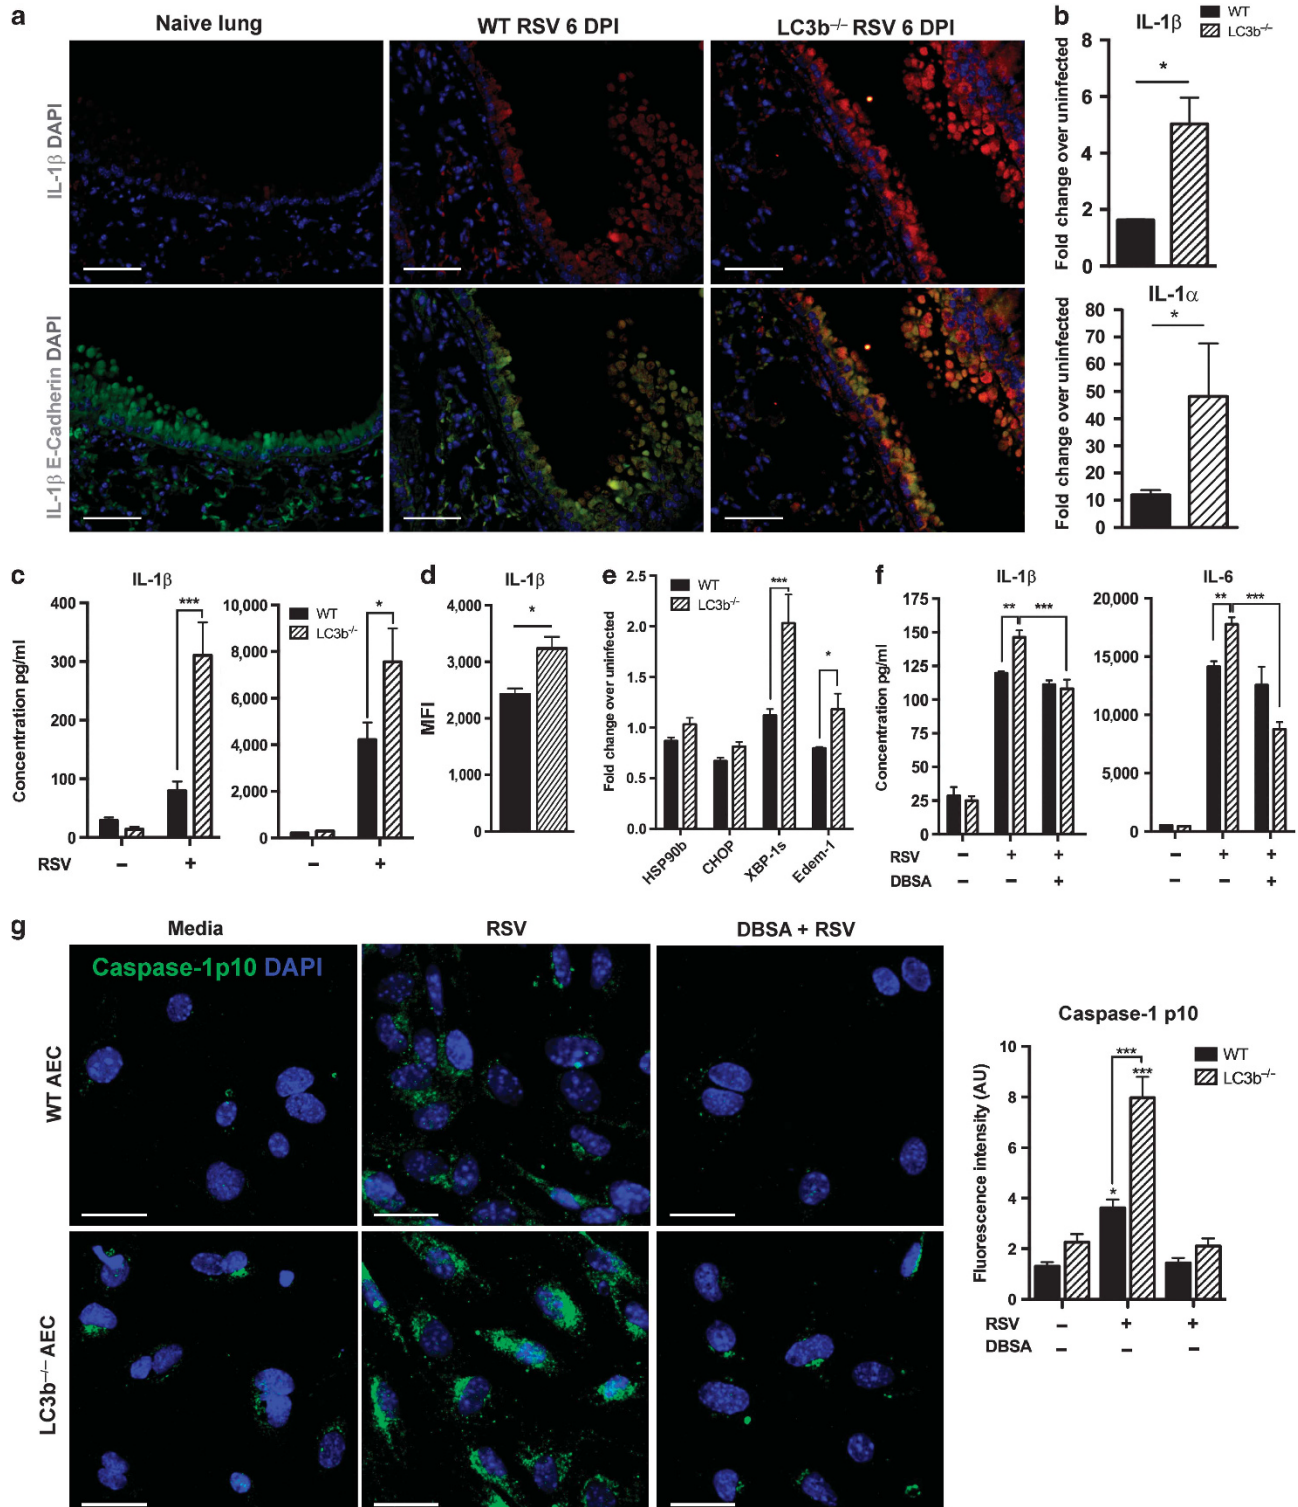 a
Naive lung
WT RSV 6 DPI
LC3b–/– RSV 6 DPI
IL-1β DAPI
IL-1β E-Cadherin DAPI
b
IL-1β
WT
LC3b–/–
Fold change over uninfected
8
6
4
2
0
*
IL-1α
Fold change over uninfected
80
70
60
50
40
30
20
10
0
*
c
IL-1β
Concentration pg/ml
400
300
200
100
0
***
10,000
8,000
6,000
4,000
2,000
0
WT
LC3b-/-
*
RSV – + – +
d
IL-1β
MFI
4,000
3,000
2,000
1,000
0
*
e
Fold change over uninfected
2.5
2.0
1.5
1.0
0.5
0.0
WT
LC3b-/-
***
*
HSP90b
CHOP
XBP-1s
Edem-1
f
IL-1β
Concentration pg/ml
175
150
125
100
75
50
25
0
** ***
IL-6
20,000
15,000
10,000
5,000
0
** ***
RSV – + + – + +
DBSA – – + – – +
g
Media
RSV
DBSA + RSV
Caspase-1p10 DAPI
WT AEC
LC3b–/– AEC
Caspase-1 p10
WT
LC3b–/–
Fluorescence intensity (AU)
10
8
6
4
2
0
***
***
*
RSV – + +
DBSA – – –